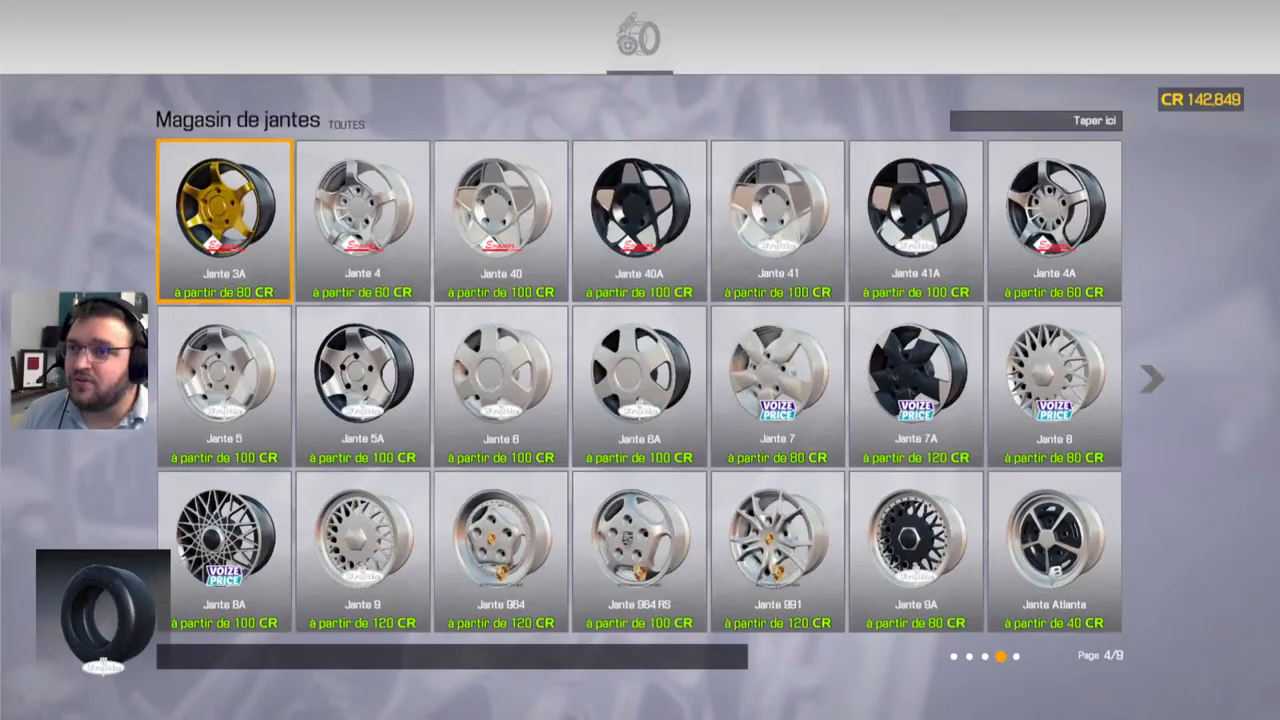 CR 142,849
Magasin de jantes TOUTES
Taper ici
Jante 3A
à partir de 80 CR
Jante 4
à partir de 60 CR
Jante 40
à partir de 100 CR
Jante 40A
à partir de 100 CR
Jante 41
à partir de 100 CR
Jante 41A
à partir de 100 CR
Jante 4A
à partir de 60 CR
Jante 5
à partir de 100 CR
Jante 5A
à partir de 100 CR
Jante 6
à partir de 100 CR
Jante 6A
à partir de 100 CR
VOIZE
PRICE
Jante 7
à partir de 80 CR
VOIZE
PRICE
Jante 7A
à partir de 120 CR
VOIZE
PRICE
Jante 8
à partir de 80 CR
VOIZE
PRICE
Jante 8A
à partir de 100 CR
Jante 9
à partir de 120 CR
Jante 964
à partir de 120 CR
Jante 964 RS
à partir de 100 CR
Jante 991
à partir de 120 CR
Jante 9A
à partir de 80 CR
Jante Atlanta
à partir de 40 CR
Page 4/9